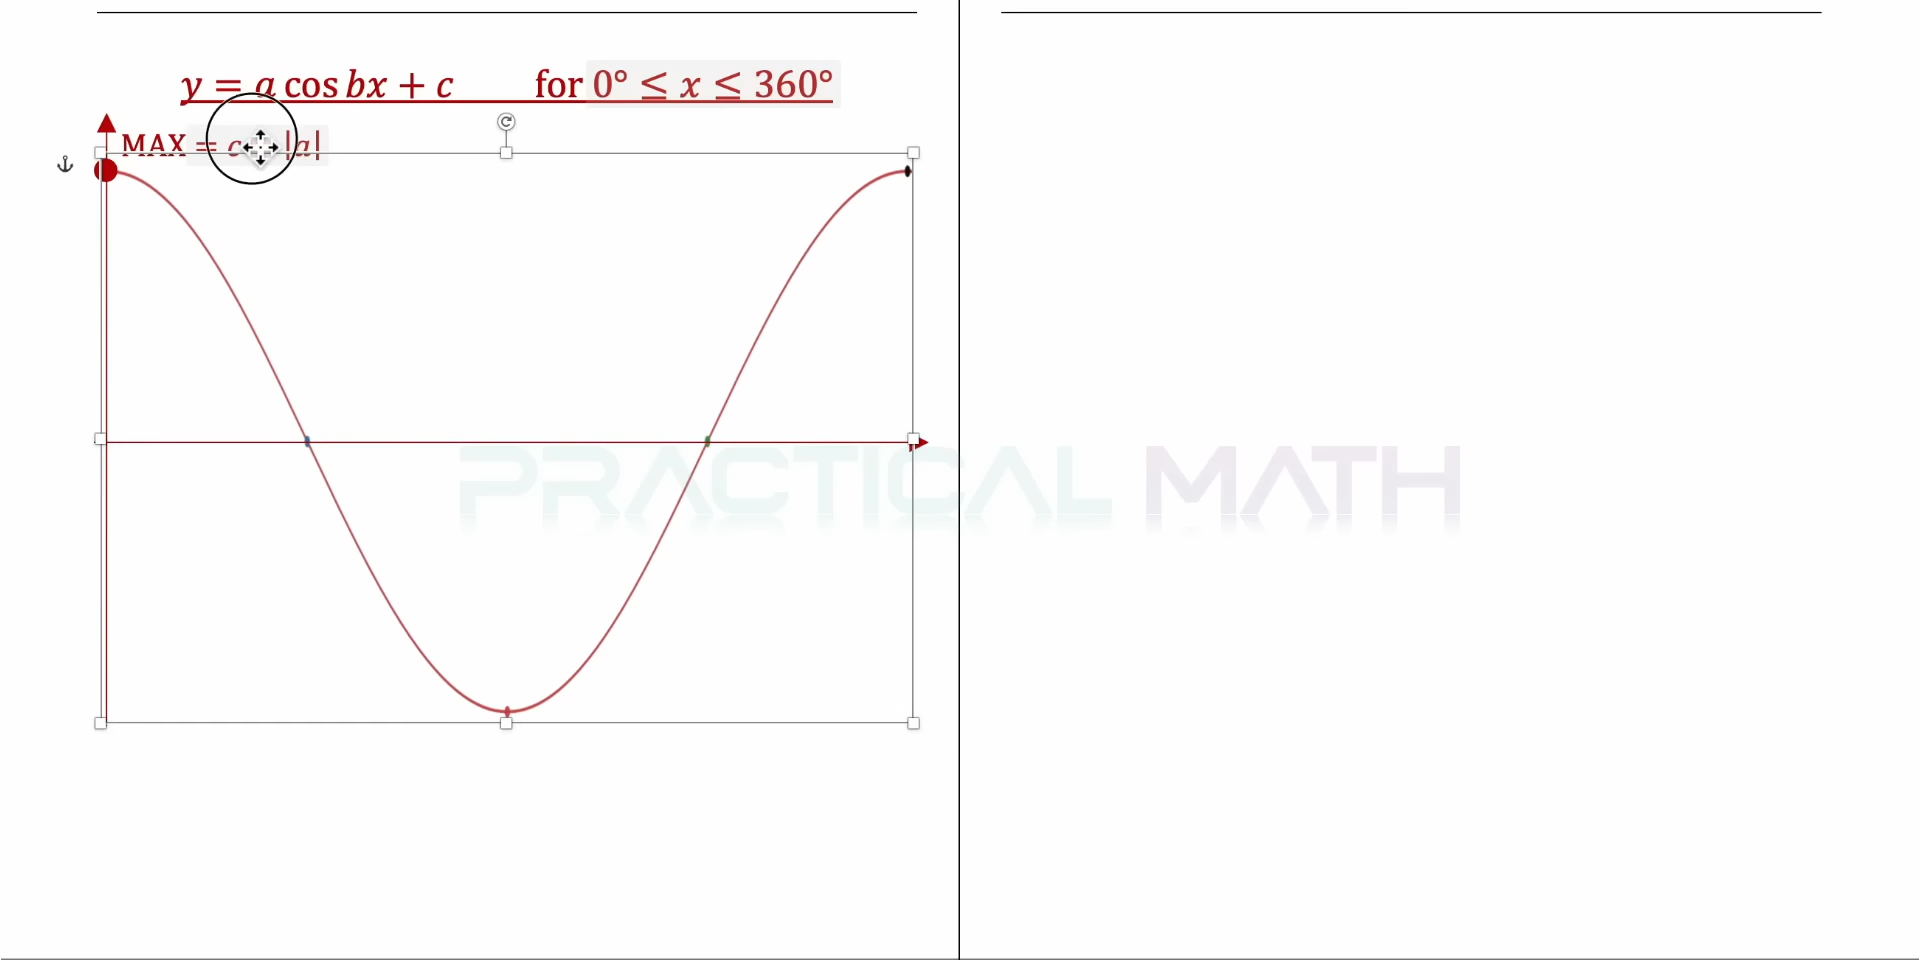 y = a cos bx + c for 0° ≤ x ≤ 360°
MAX = c |a|
PRACTICAL MATH